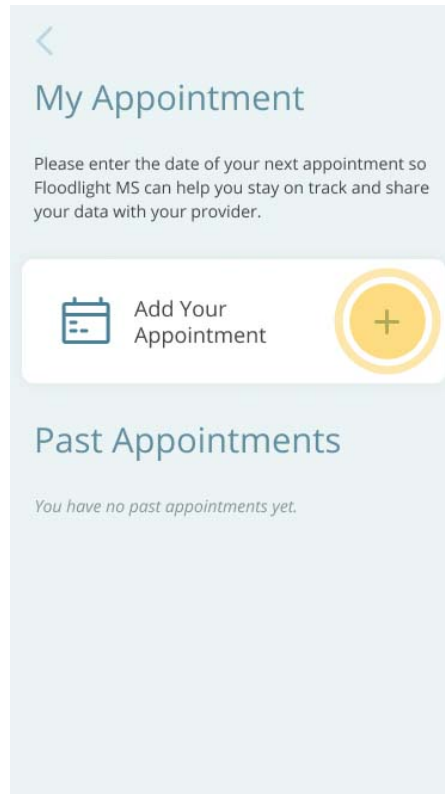 My Appointment
Please enter the date of your next appointment so
Floodlight MS can help you stay on track and share
your data with your provider.
Add Your
Appointment
Past Appointments
You have no past appointments yet.